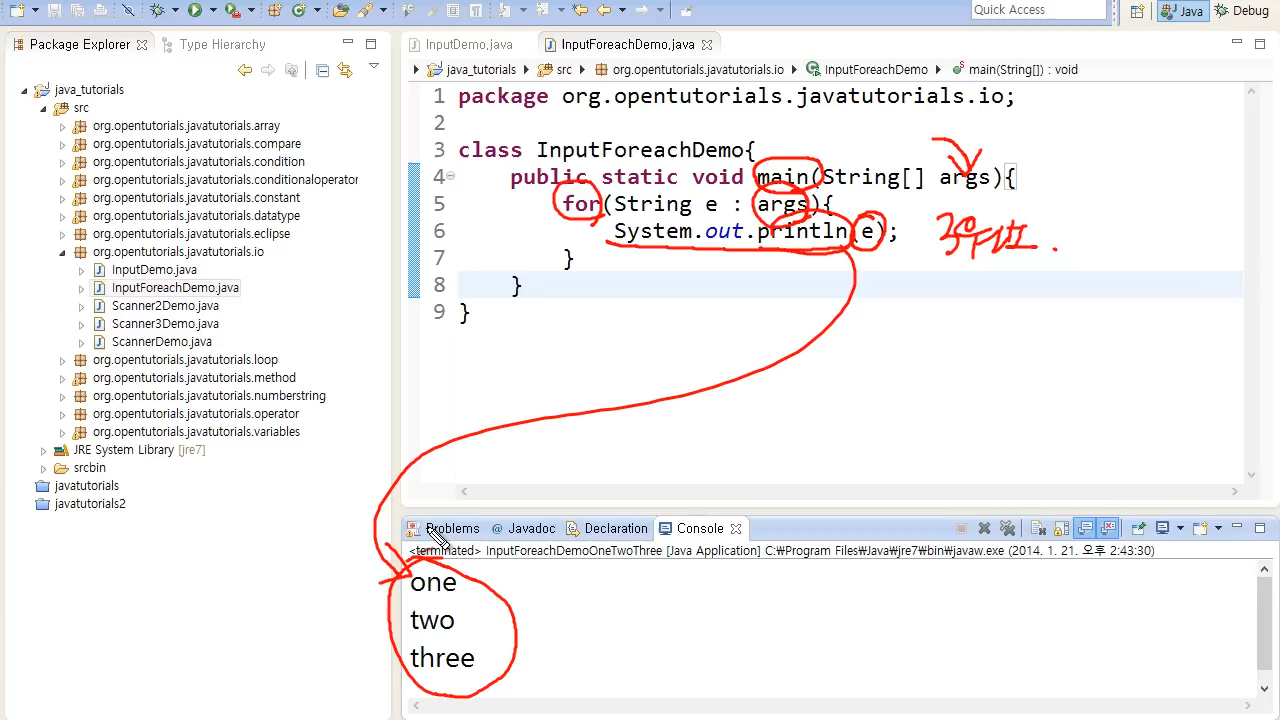 Quick Access
Java
Debug
Package Explorer
Type Hierarchy
java_tutorials
src
org.opentutorials.javatutorials.array
org.opentutorials.javatutorials.compare
org.opentutorials.javatutorials.condition
org.opentutorials.javatutorials.conditionaloperator
org.opentutorials.javatutorials.constant
org.opentutorials.javatutorials.datatype
org.opentutorials.javatutorials.eclipse
org.opentutorials.javatutorials.io
InputDemo.java
InputForeachDemo.java
Scanner2Demo.java
Scanner3Demo.java
ScannerDemo.java
org.opentutorials.javatutorials.loop
org.opentutorials.javatutorials.method
org.opentutorials.javatutorials.numberstring
org.opentutorials.javatutorials.operator
org.opentutorials.javatutorials.variables
JRE System Library [jre7]
srcbin
javatutorials
javatutorials2
InputDemo.java
InputForeachDemo.java
java_tutorials
src
org.opentutorials.javatutorials.io
InputForeachDemo
main(String[]) : void
1 package org.opentutorials.javatutorials.io;
2
3 class InputForeachDemo{
4 public static void main(String[] args){
5 for(String e : args){
6 System.out.println(e);
7 }
8 }
9 }
Problems
Javadoc
Declaration
Console
<terminated> InputForeachDemoOneTwoThree [Java Application] C:₩Program Files₩Java₩jre7₩bin₩javaw.exe (2014. 1. 21. 오후 2:43:30)
one
two
three